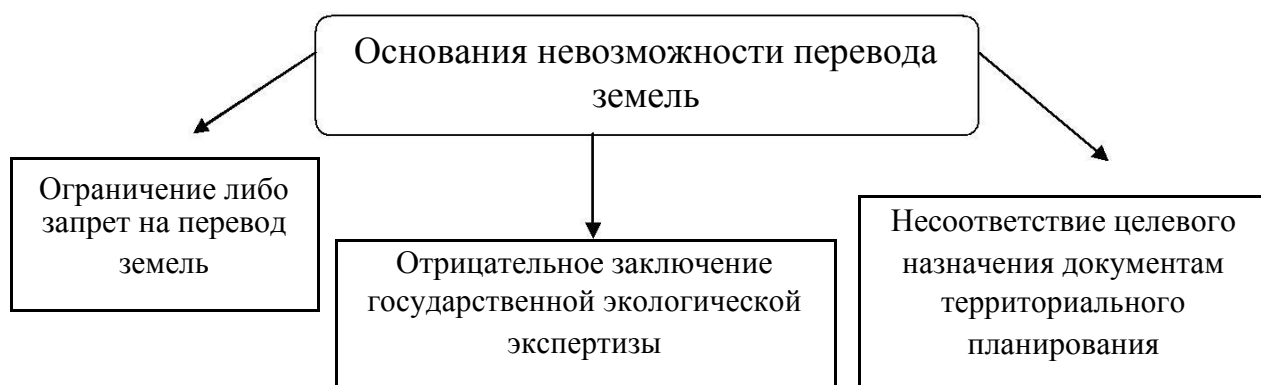 Основания невозможности перевода
земель
Ограничение либо
запрет на перевод
земель
Отрицательное заключение
государственной экологической
экспертизы
Несоответствие целевого
назначения документам
территориального
планирования